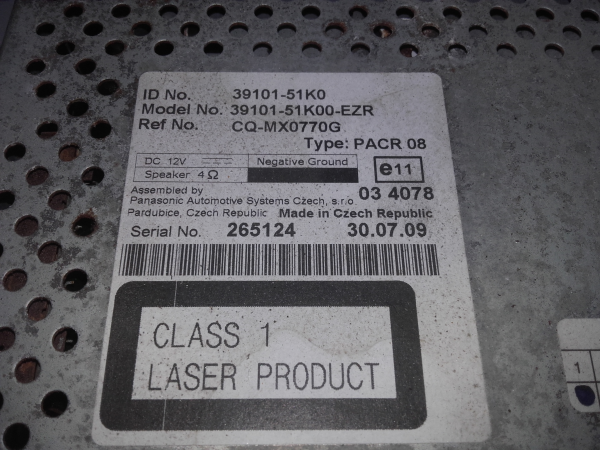 ID No. 39101-51K0
Model No. 39101-51K00-EZR
Ref No. CQ-MX0770G
Type: PACR 08
DC. 12V Negative Ground
Speaker 4Ω
e11
Assembled by 03 4078
Panasonic Automotive Systems Czech, s.r.o.
Pardubice, Czech Republic Made in Czech Republic
Serial No. 265124 30.07.09
CLASS 1
LASER PRODUCT
1